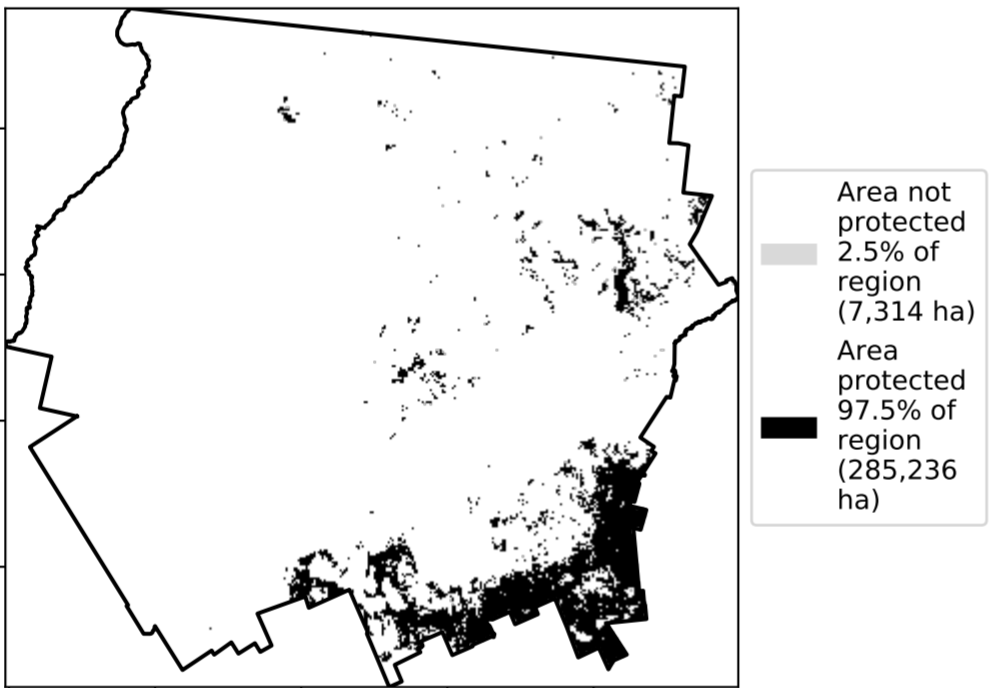 Area not
protected
2.5% of
region
(7,314 ha)
Area
protected
97.5% of
region
(285,236
ha)